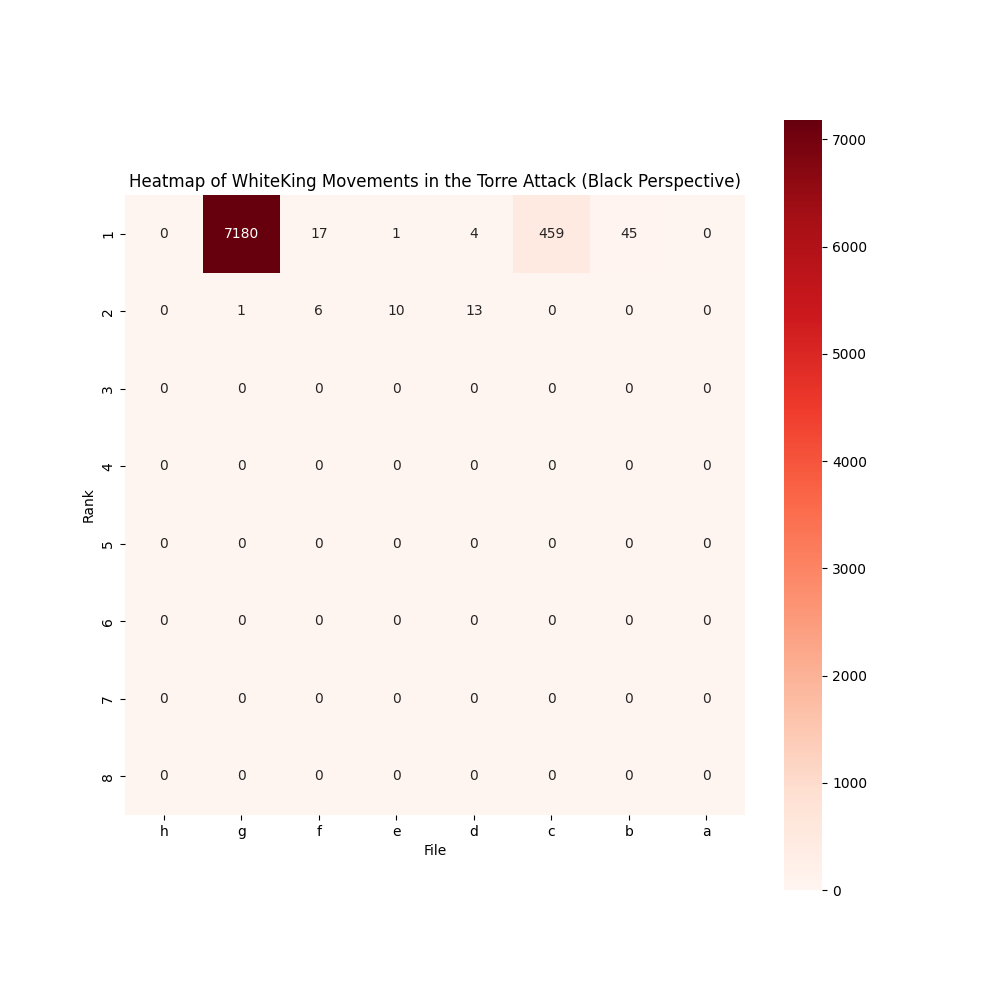 Heatmap of WhiteKing Movements in the Torre Attack (Black Perspective)
1 0 7180 17 1 4 459 45 0
2 0 1 6 10 13 0 0 0
3 0 0 0 0 0 0 0 0
4 0 0 0 0 0 0 0 0
5 0 0 0 0 0 0 0 0
6 0 0 0 0 0 0 0 0
7 0 0 0 0 0 0 0 0
8 0 0 0 0 0 0 0 0
Rank
h g f e d c b a
File
7000
6000
5000
4000
3000
2000
1000
0